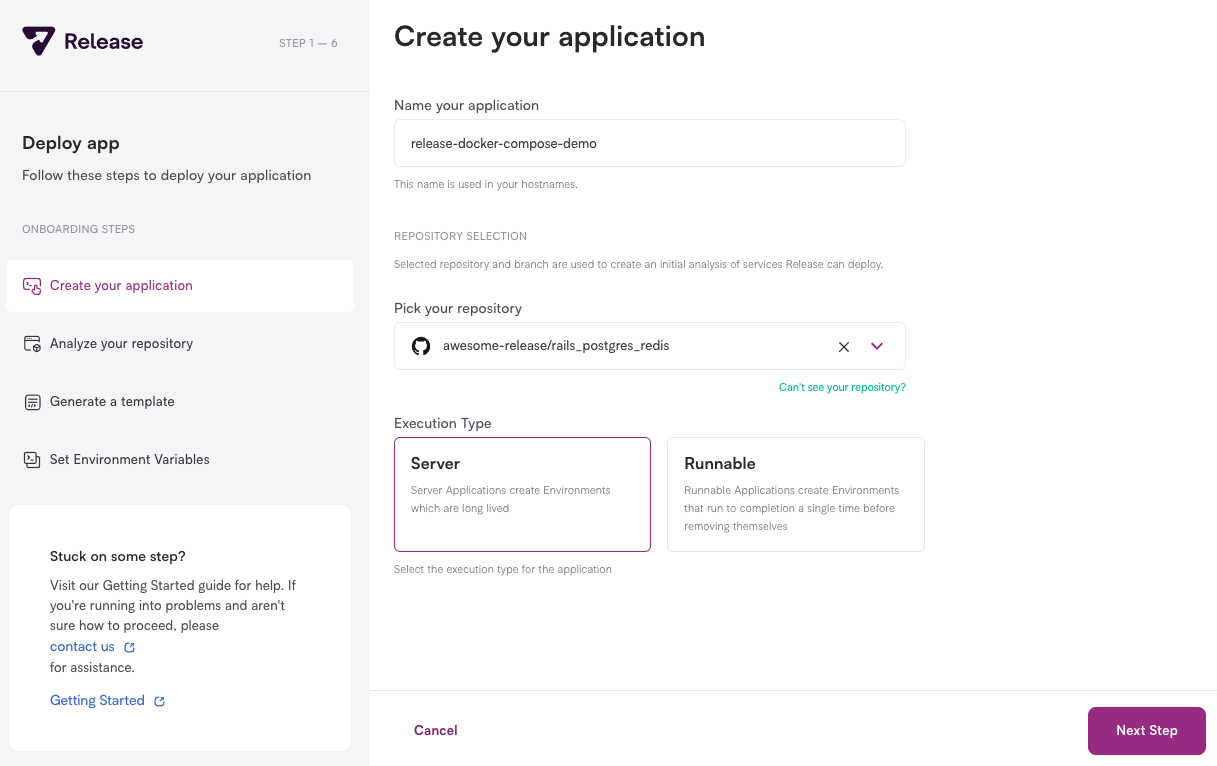 Release
STEP 1 — 6
Deploy app
Follow these steps to deploy your application
ONBOARDING STEPS
Create your application
Analyze your repository
Generate a template
Set Environment Variables
Stuck on some step?
Visit our Getting Started guide for help. If
you're running into problems and aren't
sure how to proceed, please
contact us
for assistance.
Getting Started
Create your application
Name your application
release-docker-compose-demo
This name is used in your hostnames.
REPOSITORY SELECTION
Selected repository and branch are used to create an initial analysis of services Release can deploy.
Pick your repository
awesome-release/rails_postgres_redis
Can't see your repository?
Execution Type
Server
Server Applications create Environments
which are long lived
Runnable
Runnable Applications create Environments
that run to completion a single time before
removing themselves
Select the execution type for the application
Cancel
Next Step